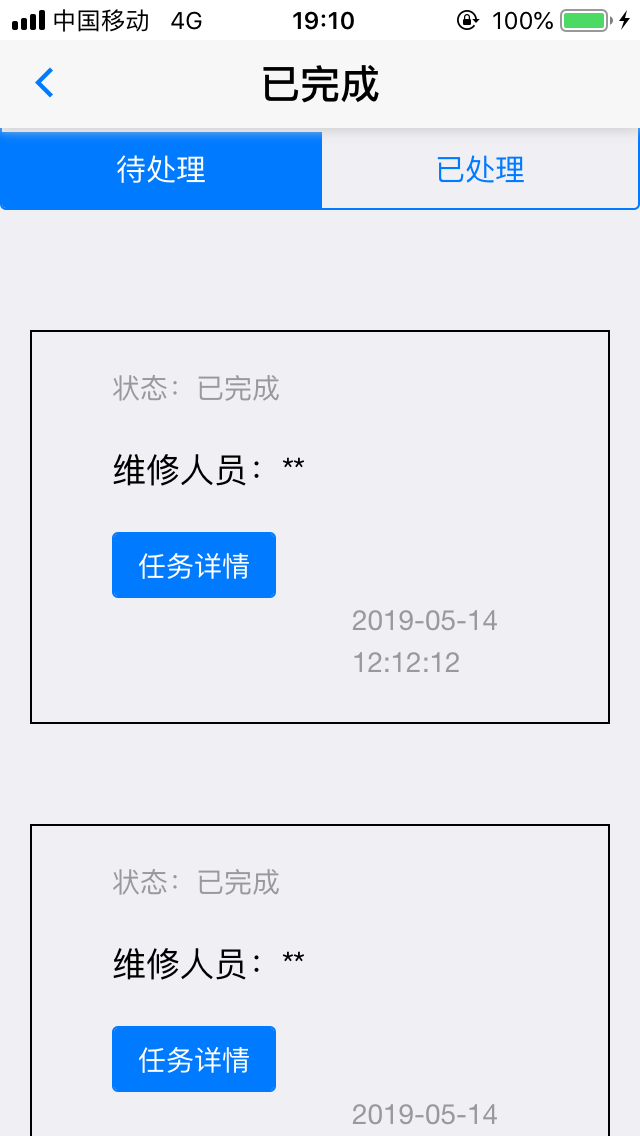 中国移动 4G 19:10 100%
已完成
待处理 已处理
状态：已完成
维修人员：**
任务详情
2019-05-14
12:12:12
状态：已完成
维修人员：**
任务详情
2019-05-14